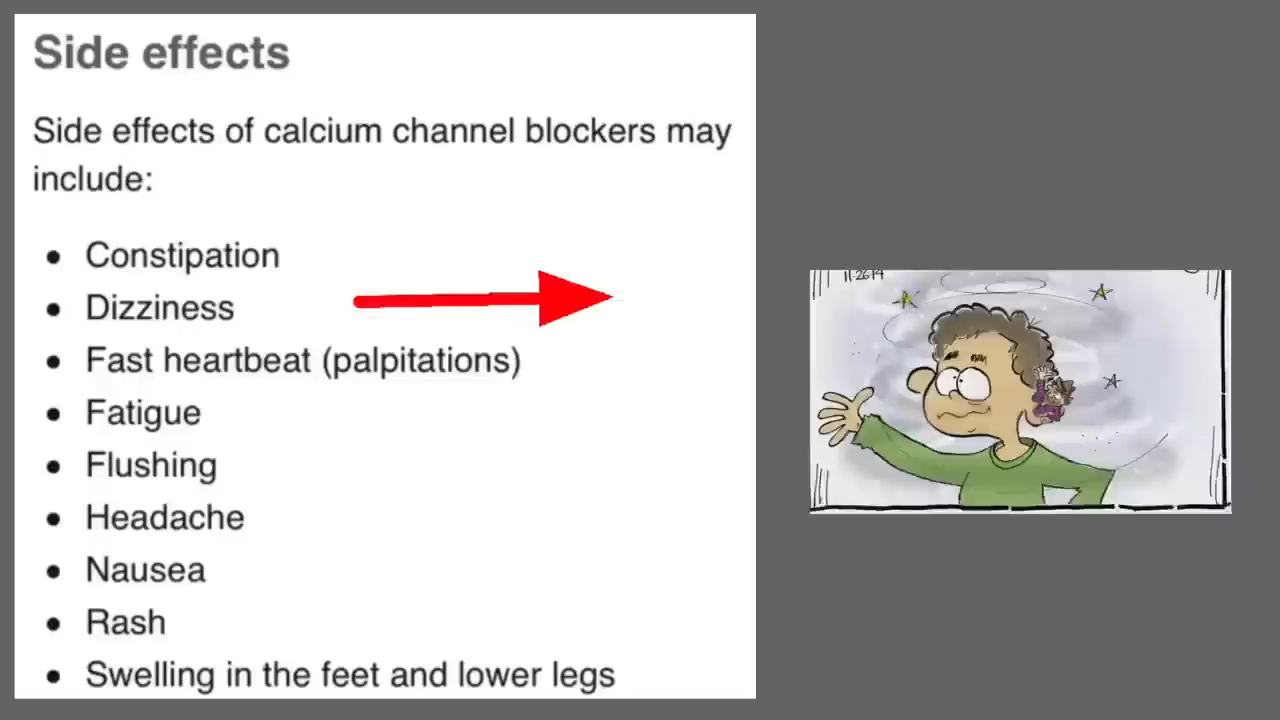 Side effects
Side effects of calcium channel blockers may
include:
• Constipation
• Dizziness
• Fast heartbeat (palpitations)
• Fatigue
• Flushing
• Headache
• Nausea
• Rash
• Swelling in the feet and lower legs